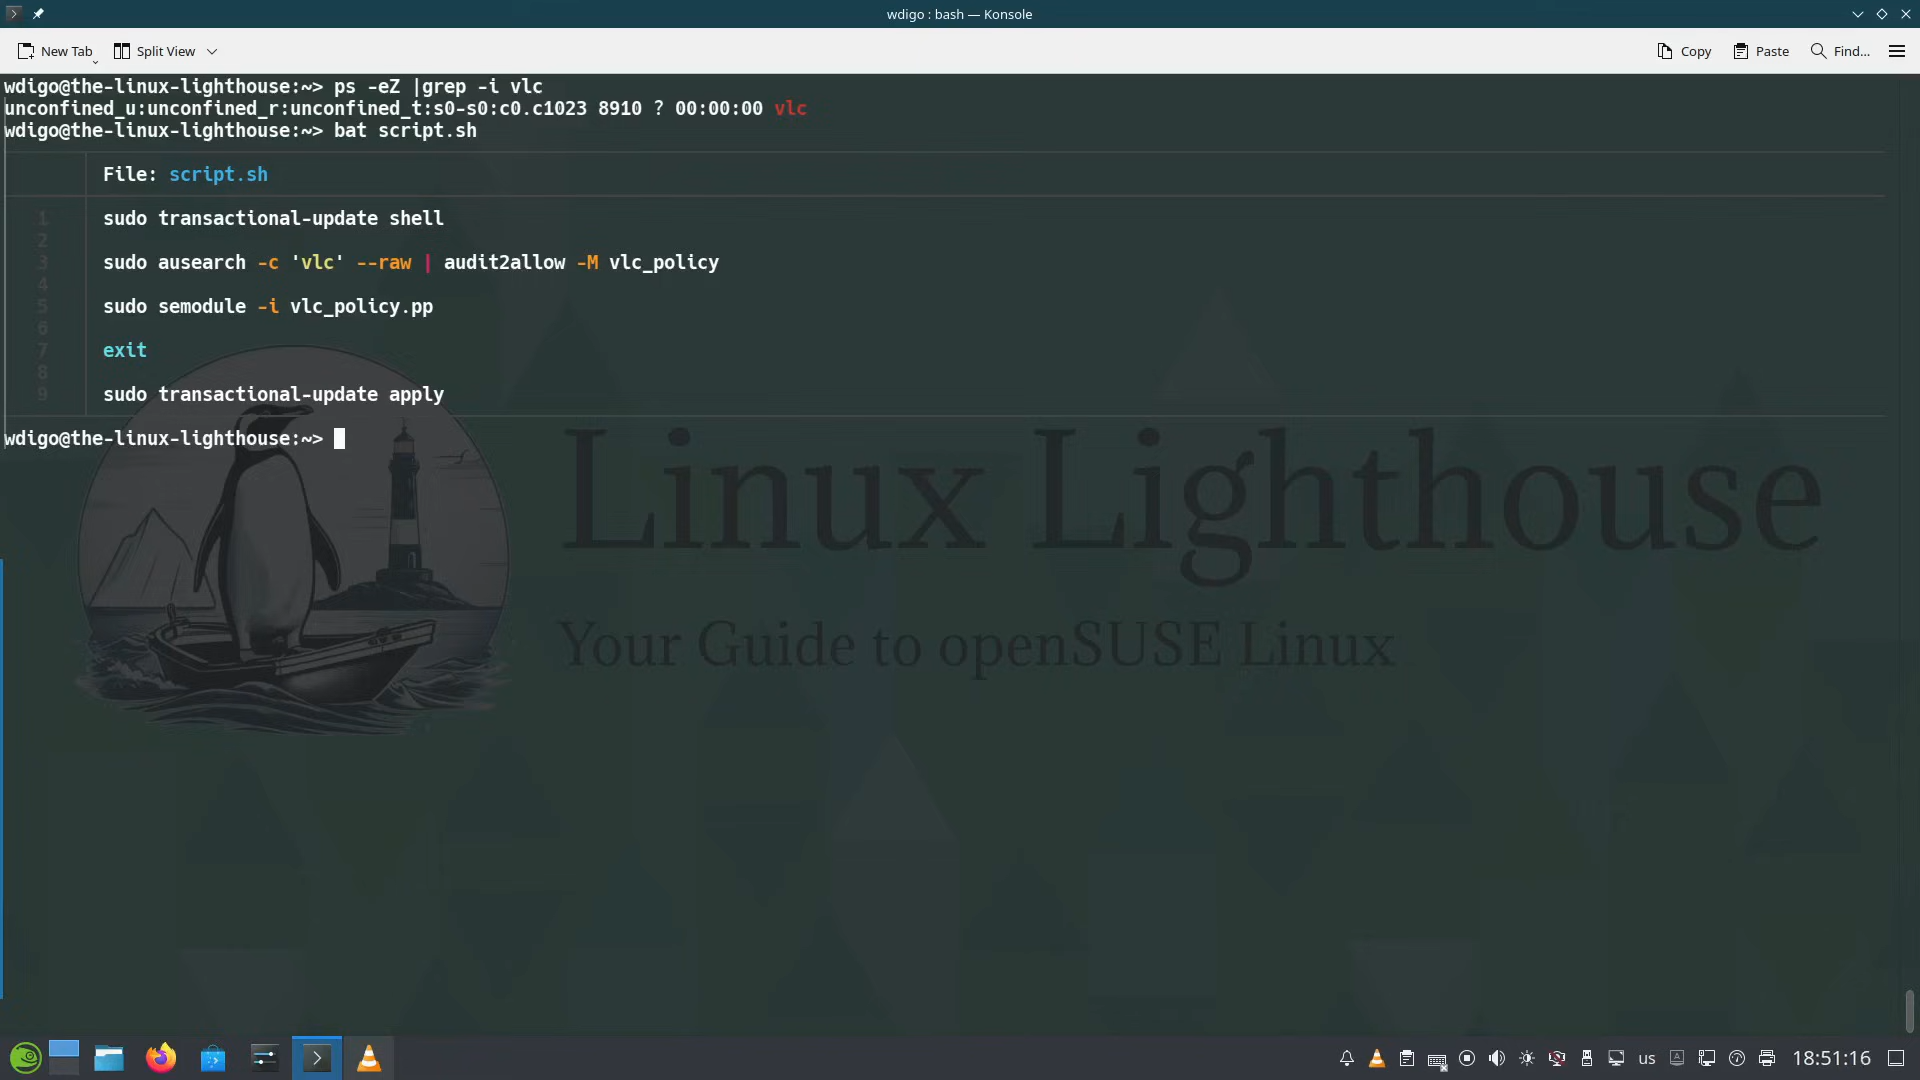 wdigo : bash — Konsole
New Tab
Split View
Copy
Paste
Find...
wdigo@the-linux-lighthouse:~> ps -eZ |grep -i vlc
unconfined_u:unconfined_r:unconfined_t:s0-s0:c0.c1023 8910 ? 00:00:00 vlc
wdigo@the-linux-lighthouse:~> bat script.sh
File: script.sh
1 sudo transactional-update shell
2
3 sudo ausearch -c 'vlc' --raw | audit2allow -M vlc_policy
4
5 sudo semodule -i vlc_policy.pp
6
7 exit
8
9 sudo transactional-update apply
wdigo@the-linux-lighthouse:~>
Linux Lighthouse
Your Guide to openSUSE Linux
us
18:51:16